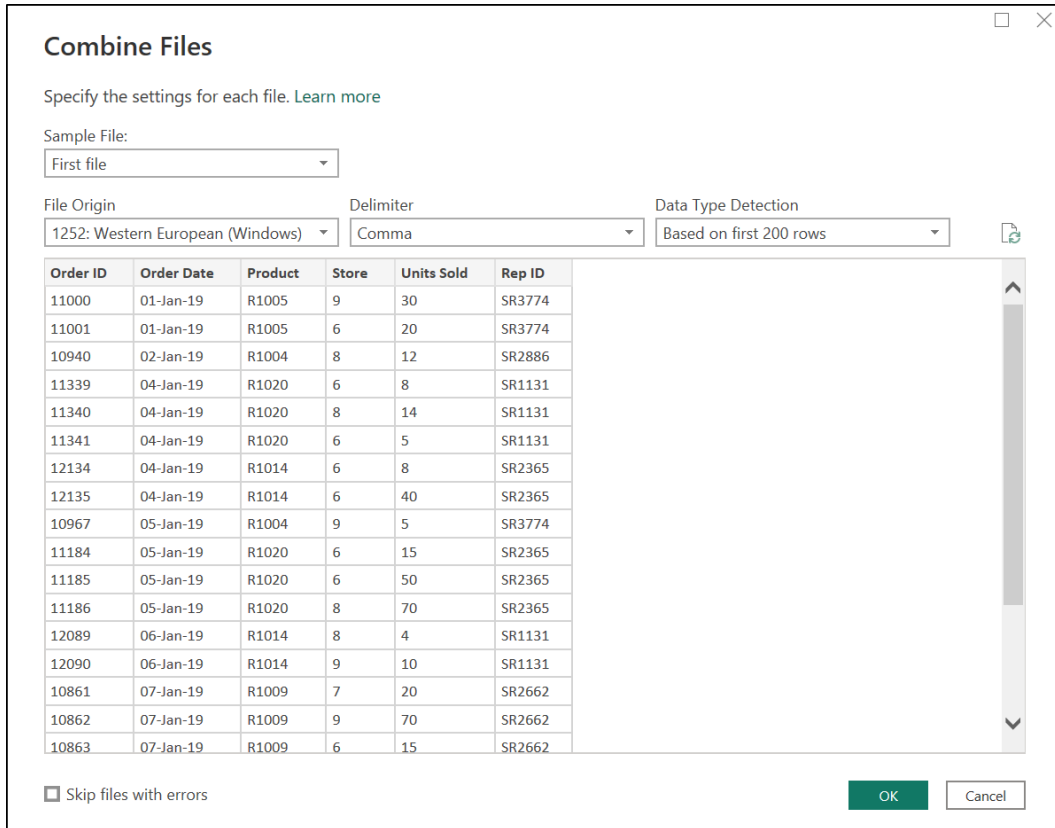 Combine Files
Specify the settings for each file. Learn more
Sample File:
First file
File Origin Delimiter Data Type Detection
1252: Western European (Windows) Comma Based on first 200 rows
Order ID Order Date Product Store Units Sold Rep ID
11000 01-Jan-19 R1005 9 30 SR3774
11001 01-Jan-19 R1005 6 20 SR3774
10940 02-Jan-19 R1004 8 12 SR2886
11339 04-Jan-19 R1020 6 8 SR1131
11340 04-Jan-19 R1020 8 14 SR1131
11341 04-Jan-19 R1020 6 5 SR1131
12134 04-Jan-19 R1014 6 8 SR2365
12135 04-Jan-19 R1014 6 40 SR2365
10967 05-Jan-19 R1004 9 5 SR3774
11184 05-Jan-19 R1020 6 15 SR2365
11185 05-Jan-19 R1020 6 50 SR2365
11186 05-Jan-19 R1020 8 70 SR2365
12089 06-Jan-19 R1014 8 4 SR1131
12090 06-Jan-19 R1014 9 10 SR1131
10861 07-Jan-19 R1009 7 20 SR2662
10862 07-Jan-19 R1009 9 70 SR2662
10863 07-Jan-19 R1009 6 15 SR2662
Skip files with errors OK Cancel